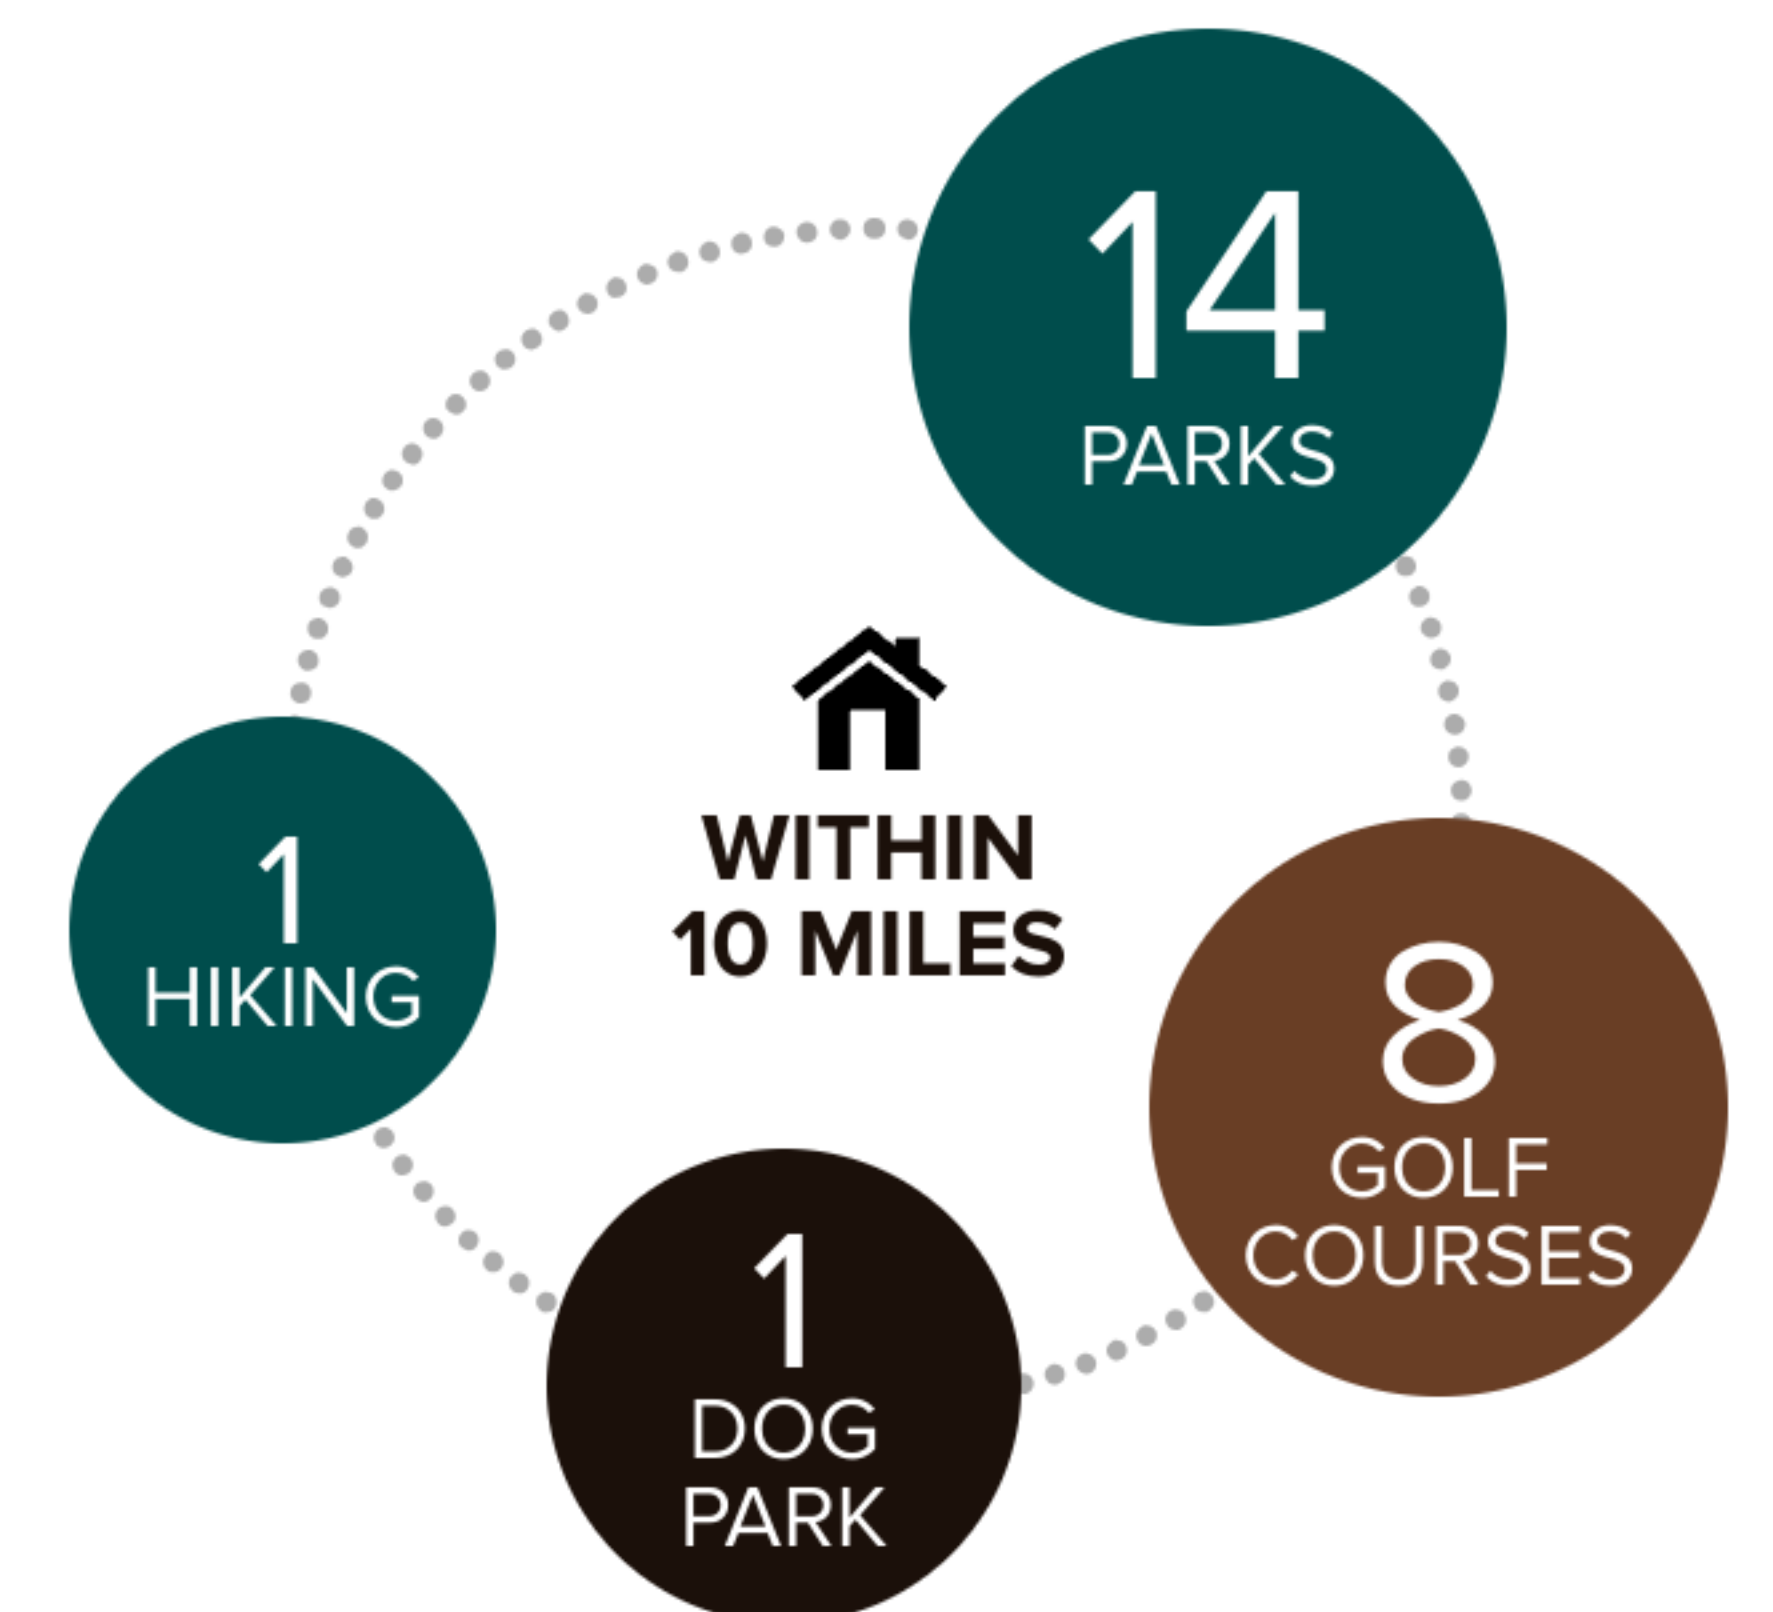 14
PARKS
WITHIN
10 MILES
1
HIKING
8
GOLF
COURSES
1
DOG
PARK